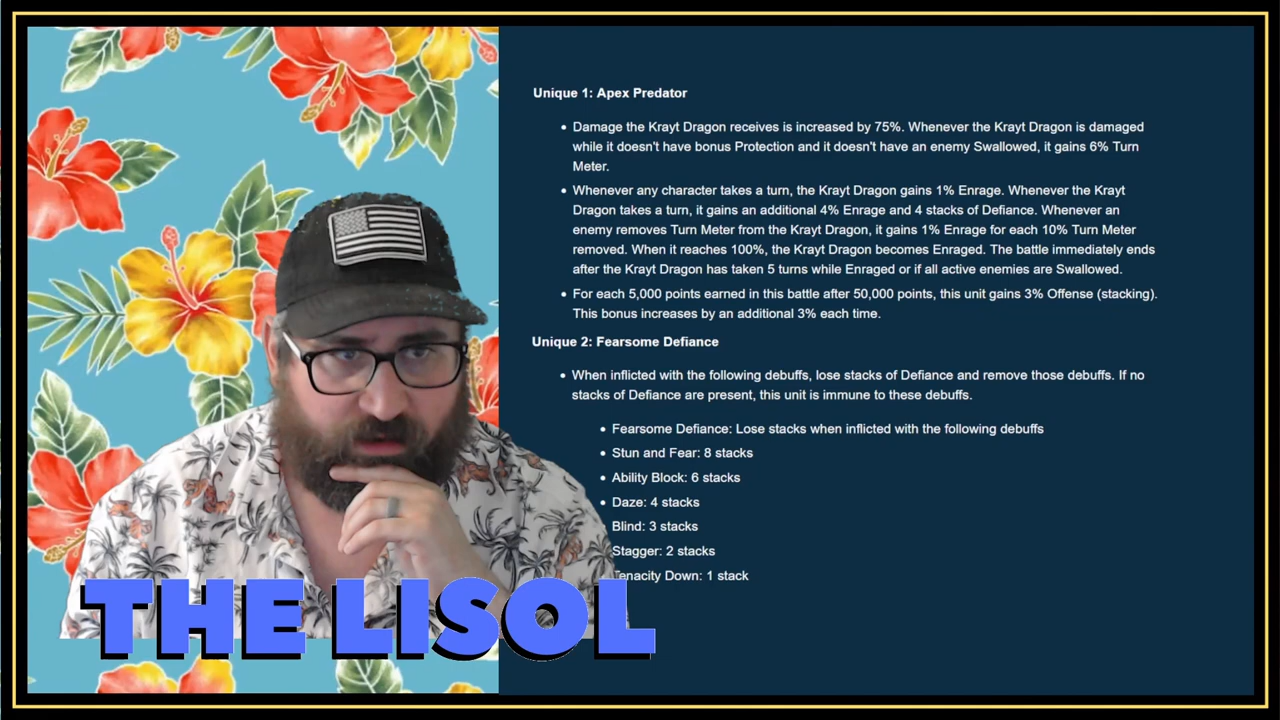 Unique 1: Apex Predator
• Damage the Krayt Dragon receives is increased by 75%. Whenever the Krayt Dragon is damaged
while it doesn't have bonus Protection and it doesn't have an enemy Swallowed, it gains 6% Turn
Meter.
• Whenever any character takes a turn, the Krayt Dragon gains 1% Enrage. Whenever the Krayt
Dragon takes a turn, it gains an additional 4% Enrage and 4 stacks of Defiance. Whenever an
enemy removes Turn Meter from the Krayt Dragon, it gains 1% Enrage for each 10% Turn Meter
removed. When it reaches 100%, the Krayt Dragon becomes Enraged. The battle immediately ends
after the Krayt Dragon has taken 5 turns while Enraged or if all active enemies are Swallowed.
• For each 5,000 points earned in this battle after 50,000 points, this unit gains 3% Offense (stacking).
This bonus increases by an additional 3% each time.
Unique 2: Fearsome Defiance
• When inflicted with the following debuffs, lose stacks of Defiance and remove those debuffs. If no
stacks of Defiance are present, this unit is immune to these debuffs.
• Fearsome Defiance: Lose stacks when inflicted with the following debuffs
• Stun and Fear: 8 stacks
• Ability Block: 6 stacks
• Daze: 4 stacks
• Blind: 3 stacks
Stagger: 2 stacks
Tenacity Down: 1 stack
THE LISOL